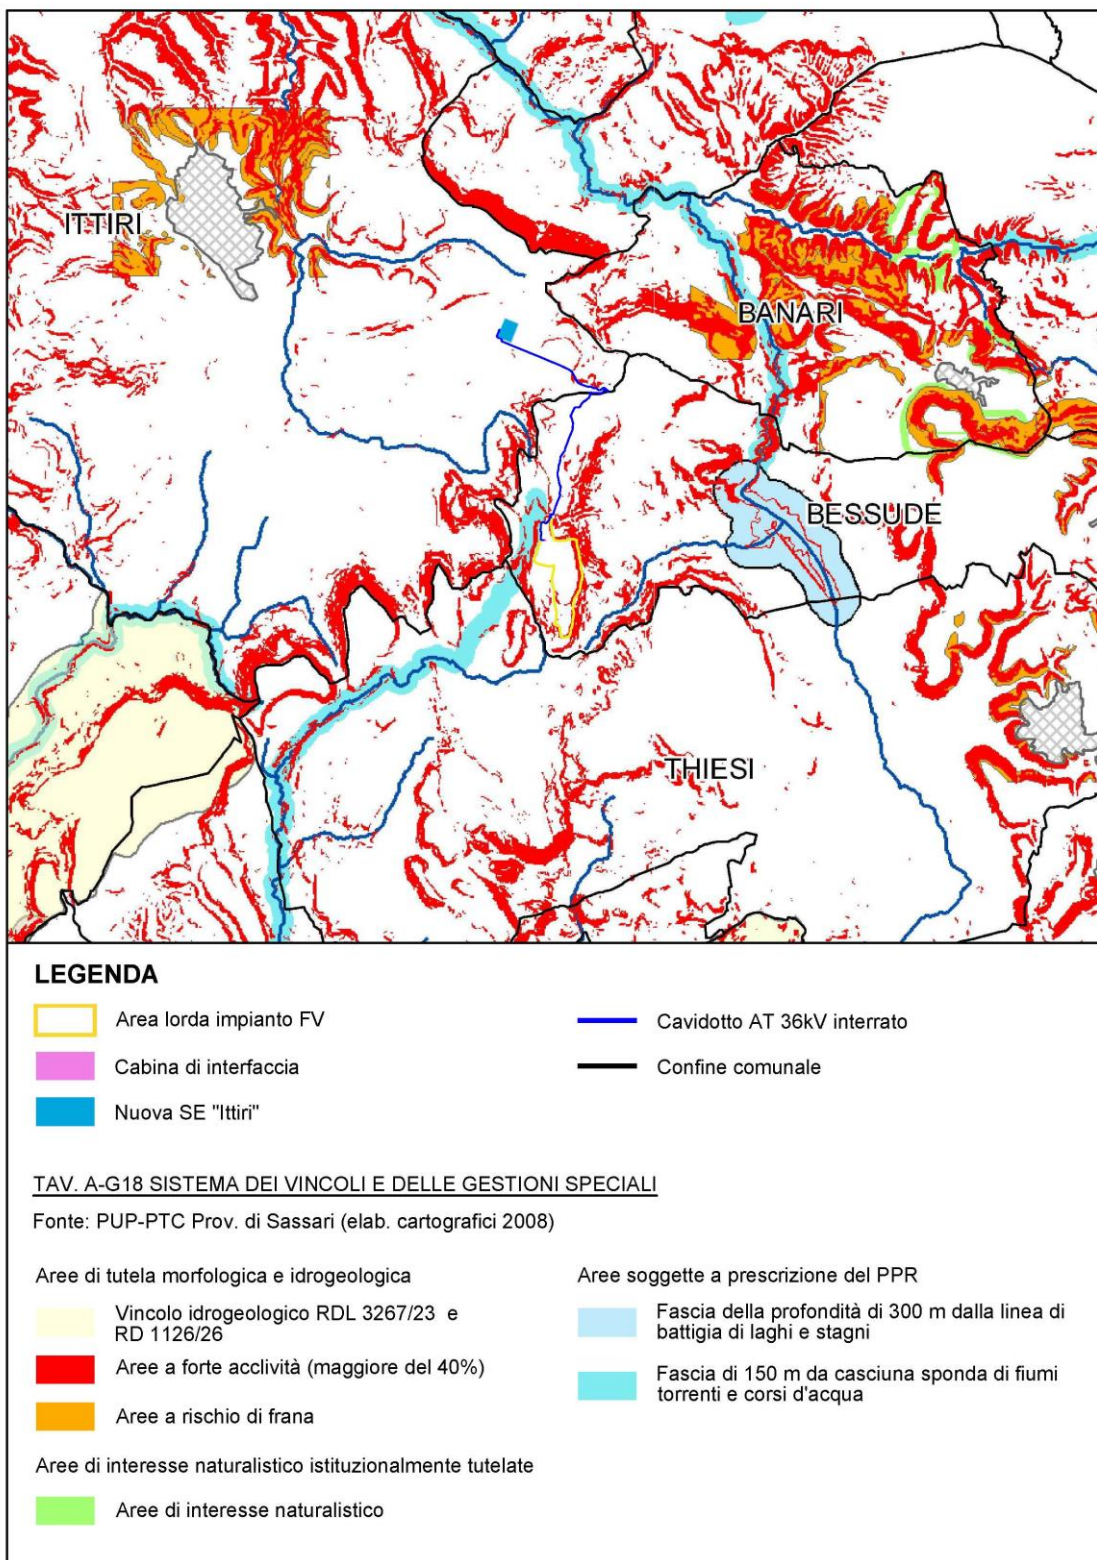 ITTIRI
BANARI
BESSUDE
THIESI
LEGENDA
Area lorda impianto FV
Cavidotto AT 36kV interrato
Cabina di interfaccia
Confine comunale
Nuova SE "Ittiri"
TAV. A-G18 SISTEMA DEI VINCOLI E DELLE GESTIONI SPECIALI
Fonte: PUP-PTC Prov. di Sassari (elab. cartografici 2008)
Aree di tutela morfologica e idrogeologica
Vincolo idrogeologico RDL 3267/23 e
RD 1126/26
Aree a forte acclività (maggiore del 40%)
Aree a rischio di frana
Aree di interesse naturalistico istituzionalmente tutelate
Aree di interesse naturalistico
Aree soggette a prescrizione del PPR
Fascia della profondità di 300 m dalla linea di
battigia di laghi e stagni
Fascia di 150 m da casciuna sponda di fiumi
torrenti e corsi d'acqua